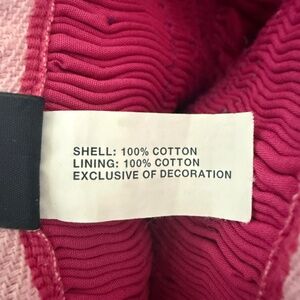 SHELL: 100% COTTON
LINING: 100% COTTON
EXCLUSIVE OF DECORATION